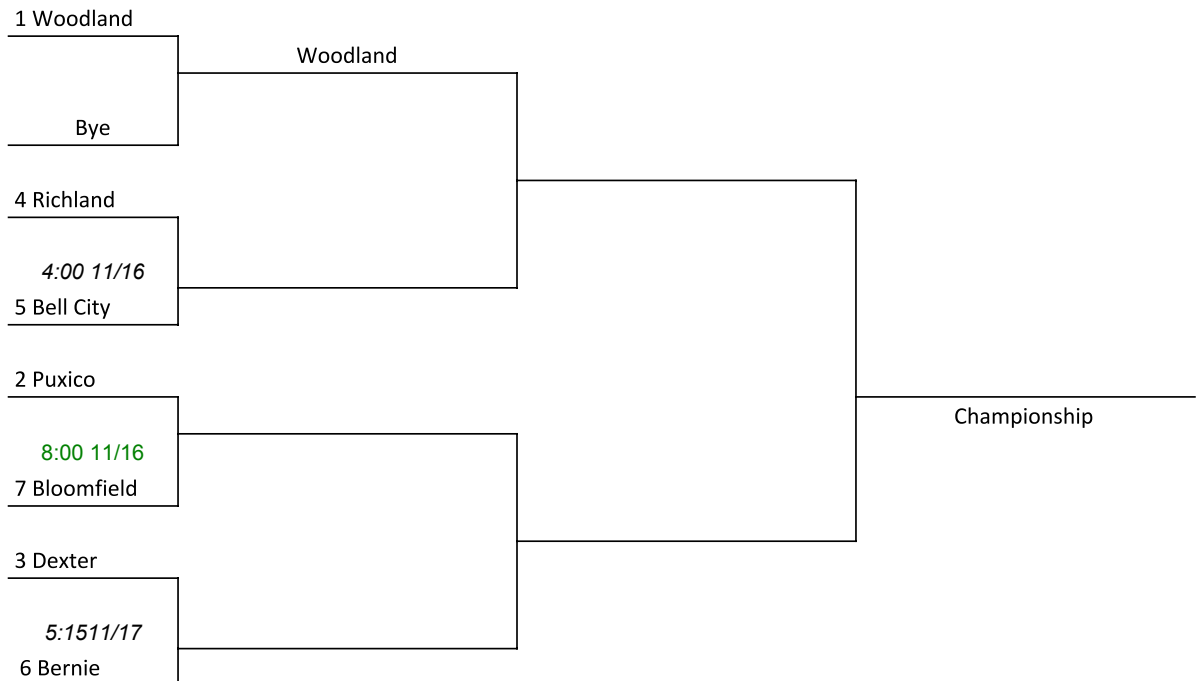 1 Woodland
Woodland
Bye
4 Richland
4:00 11/16
5 Bell City
2 Puxico
8:00 11/16
7 Bloomfield
Championship
3 Dexter
5:1511/17
6 Bernie